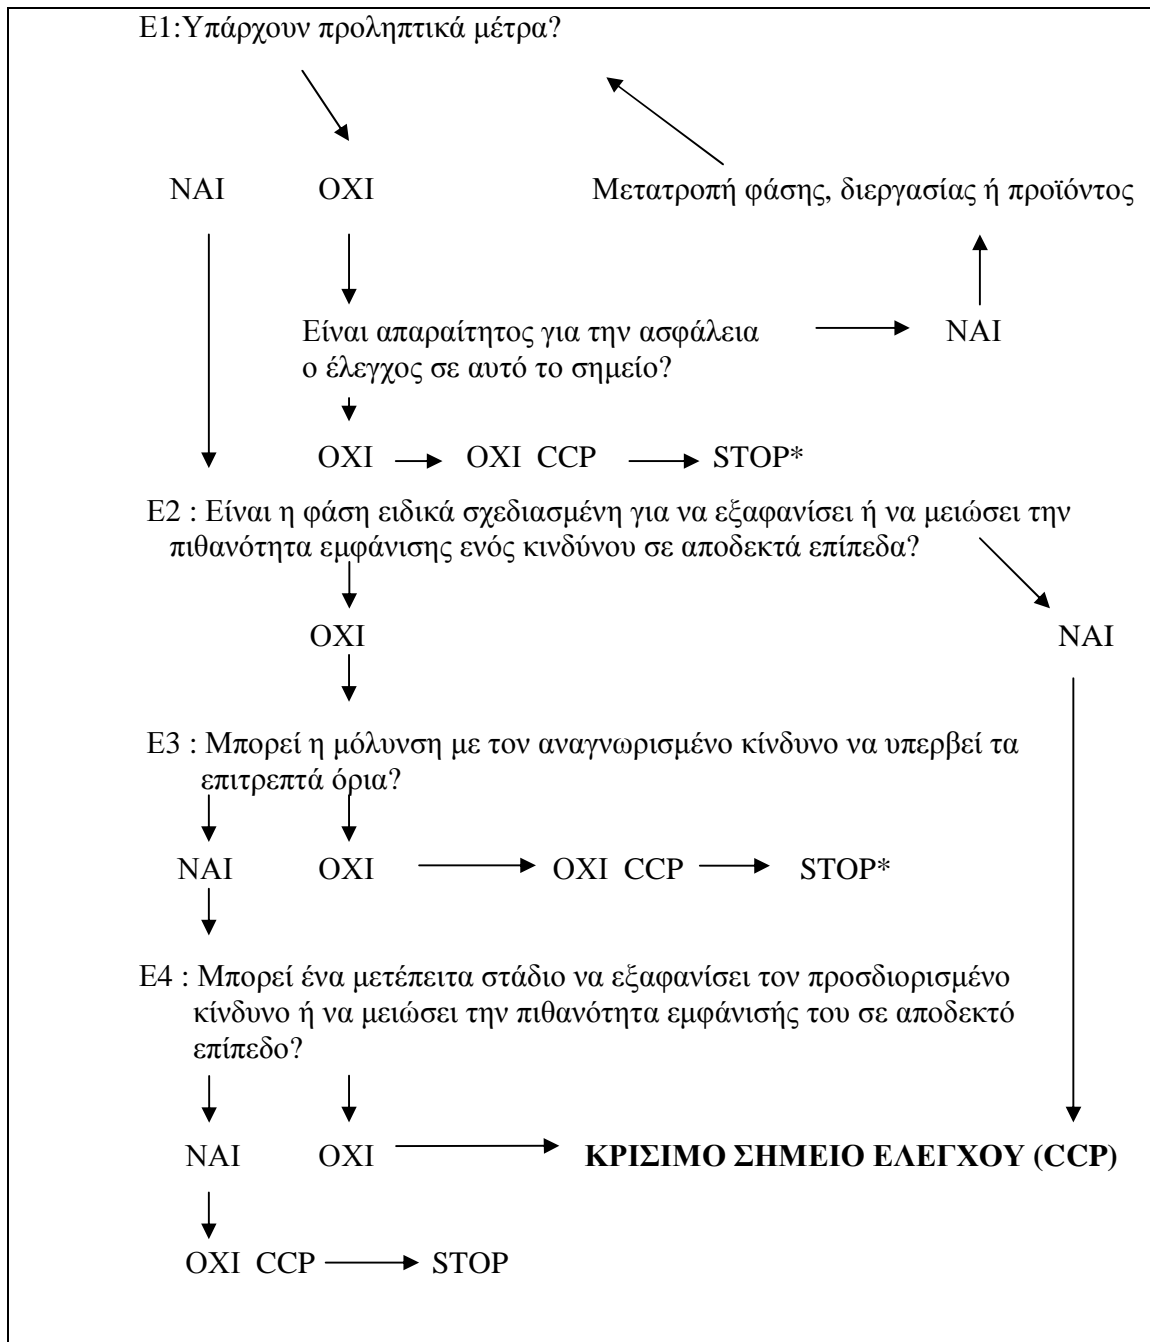 Ε1:Υπάρχουν προληπτικά μέτρα?
ΝΑΙ ΟΧΙ Μετατροπή φάσης, διεργασίας ή προϊόντος
Είναι απαραίτητος για την ασφάλεια ΝΑΙ
ο έλεγχος σε αυτό το σημείο?
ΟΧΙ ΟΧΙ CCP STOP*
Ε2 : Είναι η φάση ειδικά σχεδιασμένη για να εξαφανίσει ή να μειώσει την
πιθανότητα εμφάνισης ενός κινδύνου σε αποδεκτά επίπεδα?
ΟΧΙ ΝΑΙ
Ε3 : Μπορεί η μόλυνση με τον αναγνωρισμένο κίνδυνο να υπερβεί τα
επιτρεπτά όρια?
ΝΑΙ ΟΧΙ ΟΧΙ CCP STOP*
Ε4 : Μπορεί ένα μετέπειτα στάδιο να εξαφανίσει τον προσδιορισμένο
κίνδυνο ή να μειώσει την πιθανότητα εμφάνισής του σε αποδεκτό
επίπεδο?
ΝΑΙ ΟΧΙ ΚΡΙΣΙΜΟ ΣΗΜΕΙΟ ΕΛΕΓΧΟΥ (CCP)
ΟΧΙ CCP STOP